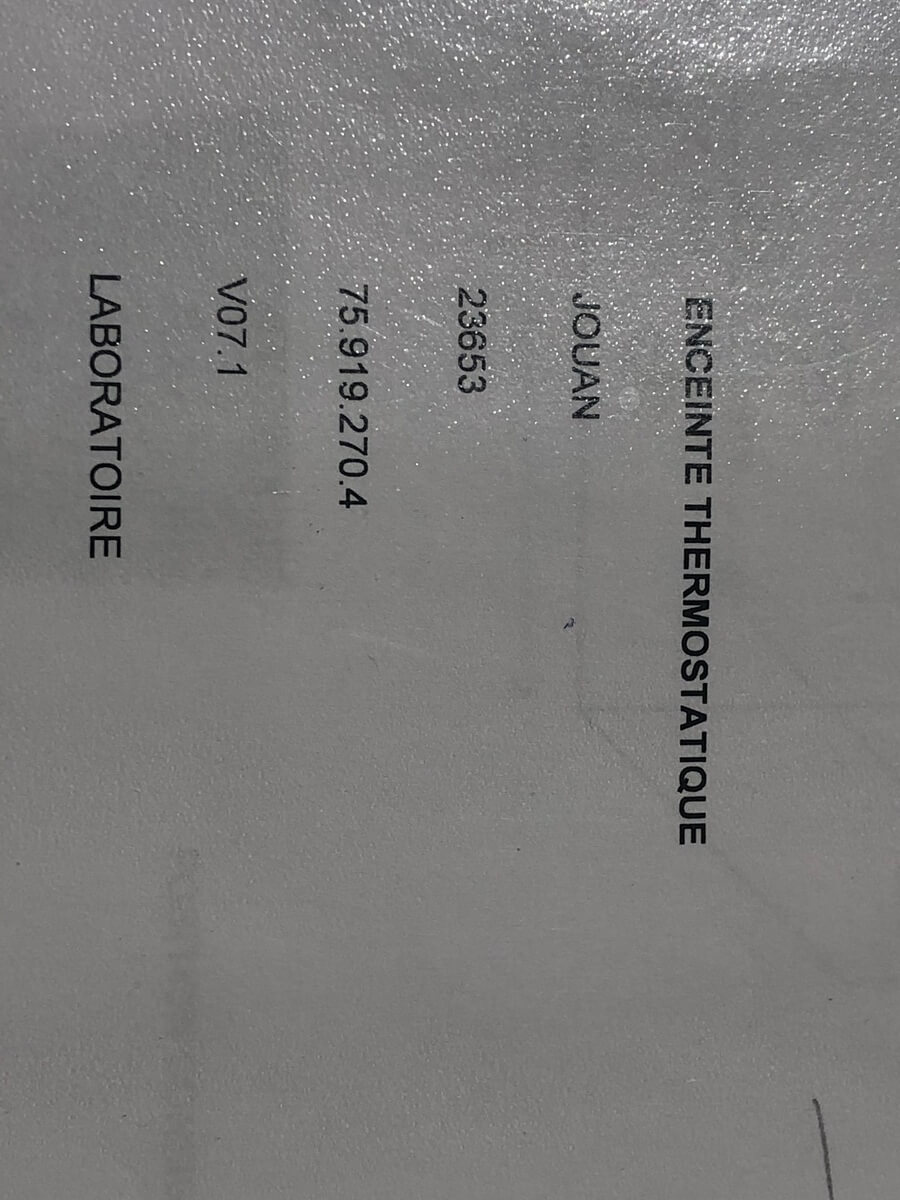 ENCEINTE THERMOSTATIQUE
JOUAN
23653
75.919.270.4
V07.1
LABORATOIRE